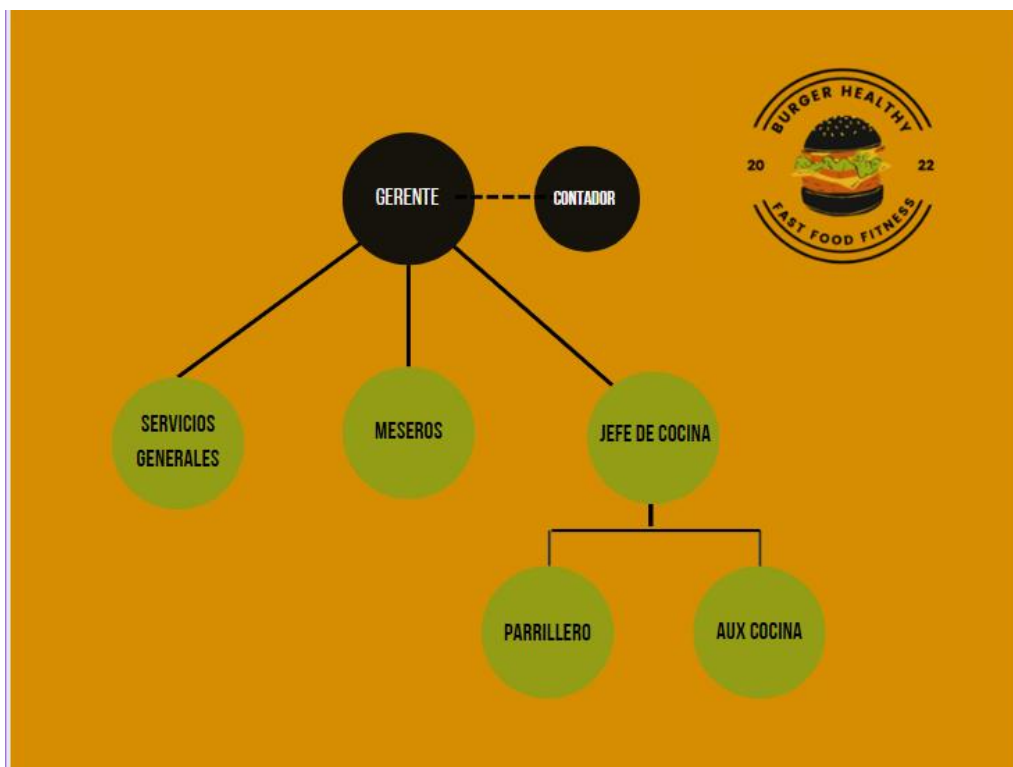 BURGER HEALTHY
20 22
FAST FOOD FITNESS
GERENTE
CONTADOR
SERVICIOS
GENERALES
MESEROS
JEFE DE COCINA
PARRILLERO
AUX COCINA